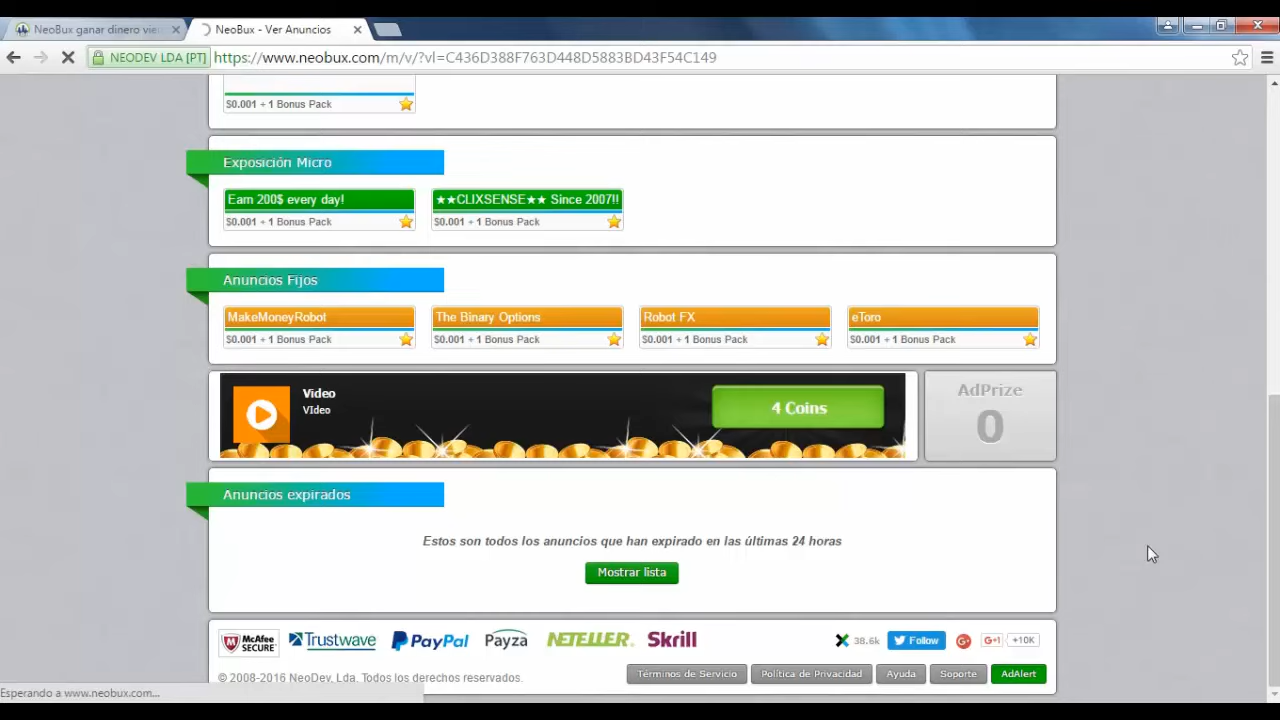 NeoBux ganar dinero vie
NeoBux - Ver Anuncios
NEODEV LDA [PT]
https://www.neobux.com/m/v/?vl=C436D388F763D448D5883BD43F54C149
$0.001 + 1 Bonus Pack
Exposición Micro
Earn 200$ every day!
★★CLIXSENSE★★ Since 2007!!
$0.001 + 1 Bonus Pack
$0.001 + 1 Bonus Pack
Anuncios Fijos
MakeMoneyRobot
The Binary Options
Robot FX
eToro
$0.001 + 1 Bonus Pack
$0.001 + 1 Bonus Pack
$0.001 + 1 Bonus Pack
$0.001 + 1 Bonus Pack
Video
VIdeo
4 Coins
AdPrize
0
Anuncios expirados
Estos son todos los anuncios que han expirado en las últimas 24 horas
Mostrar lista
McAfee SECURE
Trustwave
PayPal
Payza
NETELLER
Skrill
38.6k
Follow
G+1
+10K
Términos de Servicio
Política de Privacidad
Ayuda
Soporte
AdAlert
© 2008-2016 NeoDev, Lda. Todos los derechos reservados.
Esperando a www.neobux.com...